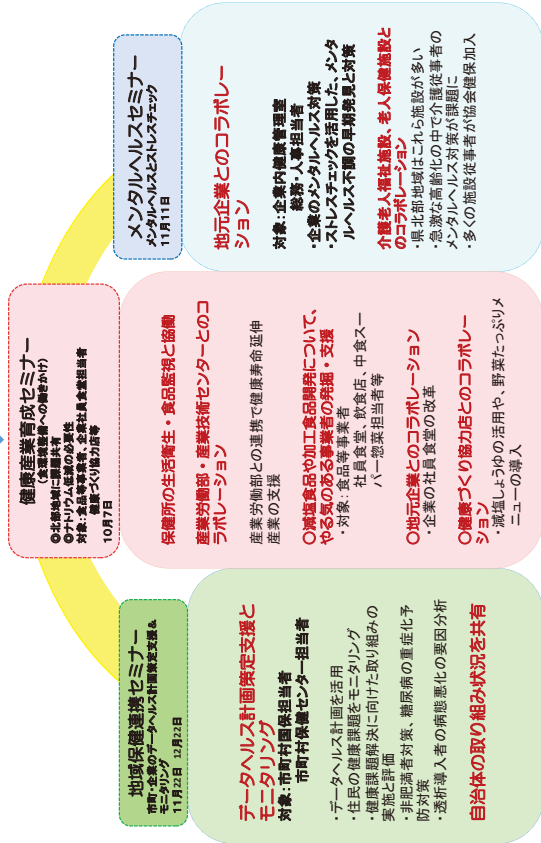 地域保健連携セミナー
市町・企業のデータヘルス計画策定支援&
モニタリング
11月22日 12月22日
データヘルス計画策定支援と
モニタリング
対象：市町村国保担当者
市町村保健センター担当者
・データヘルス計画を活用
・住民の健康課題をモニタリング
・健康課題解決に向けた取り組みの
実施と評価
・非肥満者対策、糖尿病の重症化予
防対策
・透析導入者の病態悪化の要因分析
自治体の取り組み状況を共有
健康産業育成セミナー
（食環境整備への働きかけ）
◎北部地域に課題共有
◎ナトリウム低減の必要性
対象：食品等事業者、企業社員食堂担当者
健康づくり協力店等
10月7日
保健所の生活衛生・食品監視と協働
産業労働部・産業技術センターとのコ
ラボレーション
産業労働部との連携で健康寿命延伸
産業の支援
〇減塩食品や加工食品開発について、
やる気のある事業者の発掘・支援
・対象：食品等事業者
社員食堂、飲食店、中食スー
パー惣菜担当者等
〇地元企業とのコラボレーション
・企業の社員食堂の改革
〇健康づくり協力店とのコラボレー
ション
・減塩しょうゆの活用や、野菜たっぷりメ
ニューの導入
メンタルヘルスセミナー
メンタルヘルスとストレスチェック
11月11日
地元企業とのコラボレー
ション
対象：企業内健康管理室
総務・人事担当者
・企業のメンタルヘルス対策
・ストレスチェックを活用した、メンタ
ルヘルス不調の早期発見と対策
介護老人福祉施設、老人保健施設と
のコラボレーション
・県北部地域はこれら施設が多い
・急激な高齢化の中で介護従事者の
メンタルヘルス対策が課題に
・多くの施設従事者が協会健保加入